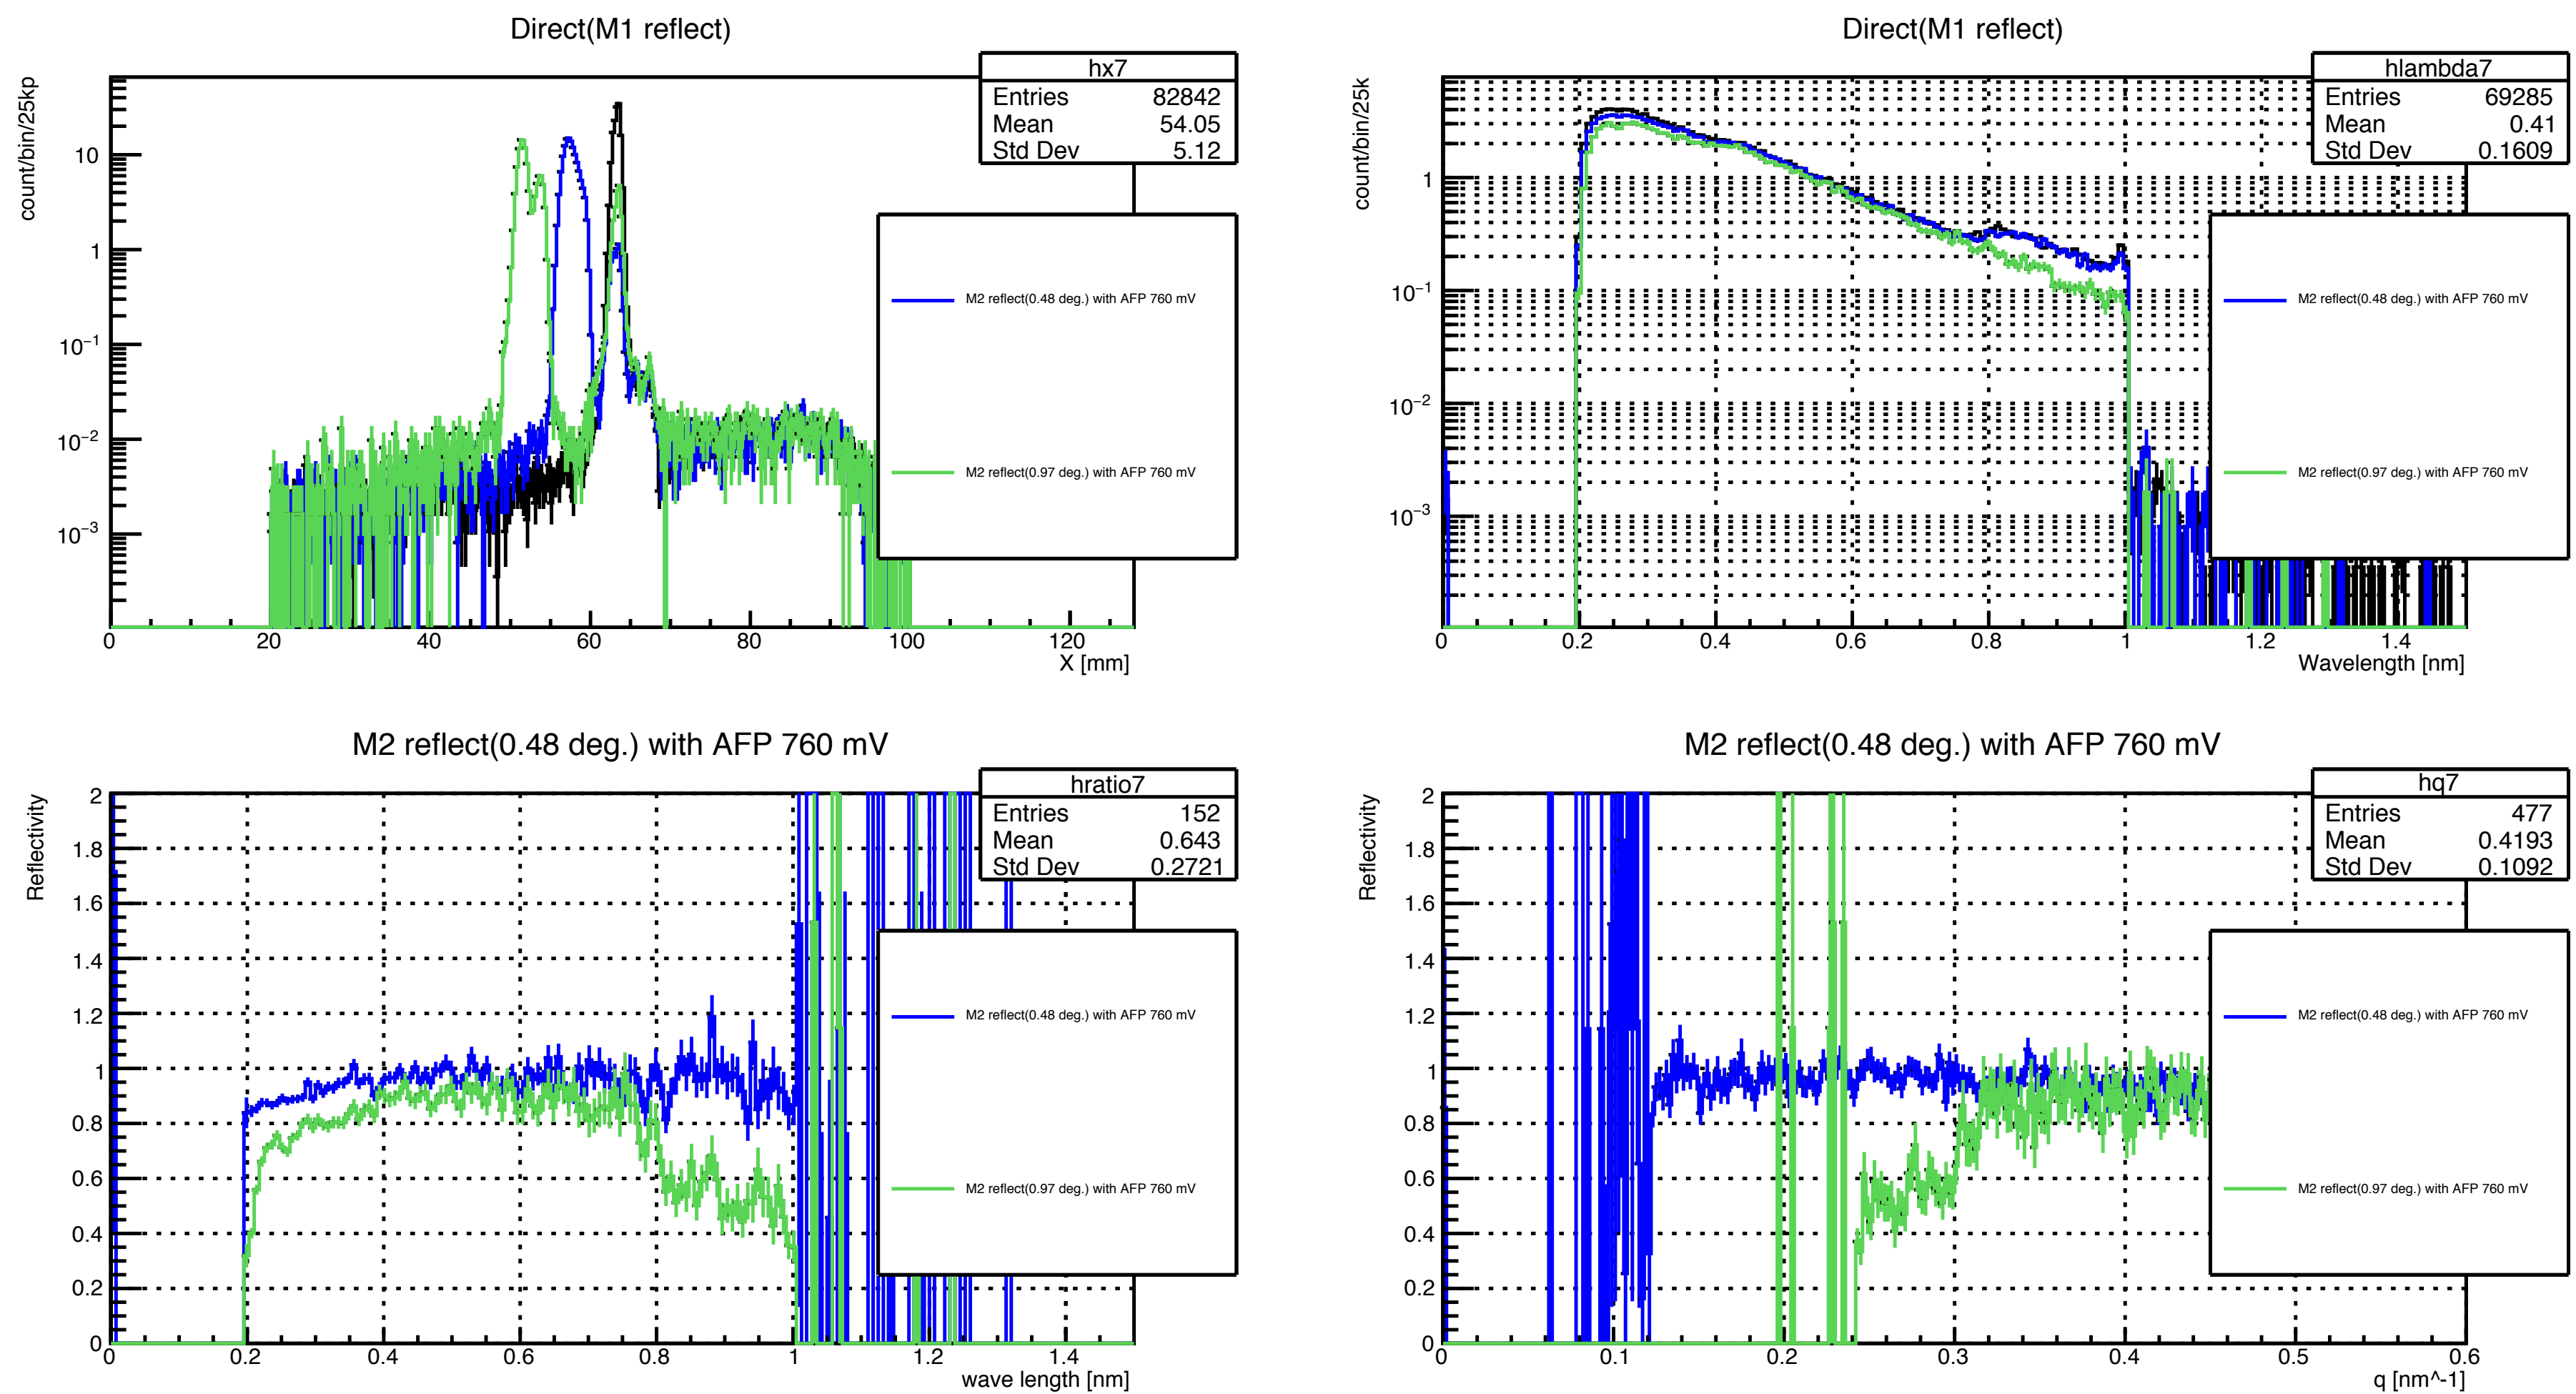 Direct(M1 reflect)
count/bin/25kp
hx7
Entries 82842
Mean 54.05
Std Dev 5.12
10
1
10−1
10−2
10−3
M2 reflect(0.48 deg.) with AFP 760 mV
M2 reflect(0.97 deg.) with AFP 760 mV
0 20 40 60 80 100 120
X [mm]
Direct(M1 reflect)
count/bin/25k
hlambda7
Entries 69285
Mean 0.41
Std Dev 0.1609
1
10−1
10−2
10−3
M2 reflect(0.48 deg.) with AFP 760 mV
M2 reflect(0.97 deg.) with AFP 760 mV
0 0.2 0.4 0.6 0.8 1 1.2 1.4
Wavelength [nm]
M2 reflect(0.48 deg.) with AFP 760 mV
Reflectivity
hratio7
Entries 152
Mean 0.643
Std Dev 0.2721
2
1.8
1.6
1.4
1.2
1
0.8
0.6
0.4
0.2
0
M2 reflect(0.48 deg.) with AFP 760 mV
M2 reflect(0.97 deg.) with AFP 760 mV
0 0.2 0.4 0.6 0.8 1 1.2 1.4
wave length [nm]
M2 reflect(0.48 deg.) with AFP 760 mV
Reflectivity
hq7
Entries 477
Mean 0.4193
Std Dev 0.1092
2
1.8
1.6
1.4
1.2
1
0.8
0.6
0.4
0.2
0
M2 reflect(0.48 deg.) with AFP 760 mV
M2 reflect(0.97 deg.) with AFP 760 mV
0 0.1 0.2 0.3 0.4 0.5 0.6
q [nm^-1]